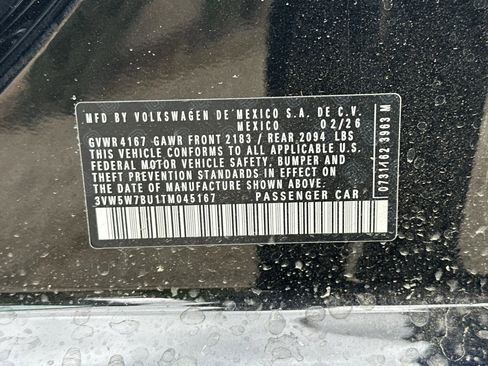 MFD BY VOLKSWAGEN DE MEXICO S.A. DE C.V.
MEXICO 02/26
GVWR 4167 GAWR FRONT 2183 / REAR 2094 LBS
THIS VEHICLE CONFORMS TO ALL APPLICABLE U.S.
FEDERAL MOTOR VEHICLE SAFETY, BUMPER AND
THEFT PREVENTION STANDARDS IN EFFECT ON THE
DATE OF MANUFACTURE SHOWN ABOVE.
3VW5W7BU1TM045167 PASSENGER CAR
0731462 3963 M